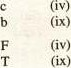 c (iv)
b (ix)
F (iv)
T (ix)